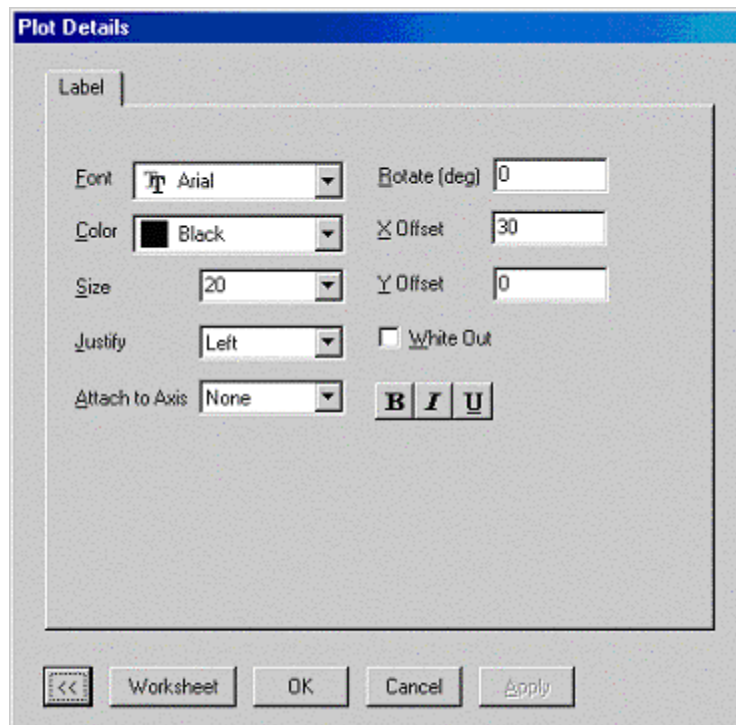 Plot Details
Label
Font Arial Rotate (deg) 0
Color Black X Offset 30
Size 20 Y Offset 0
Justify Left White Out
Attach to Axis None B I U
<< Worksheet OK Cancel Apply